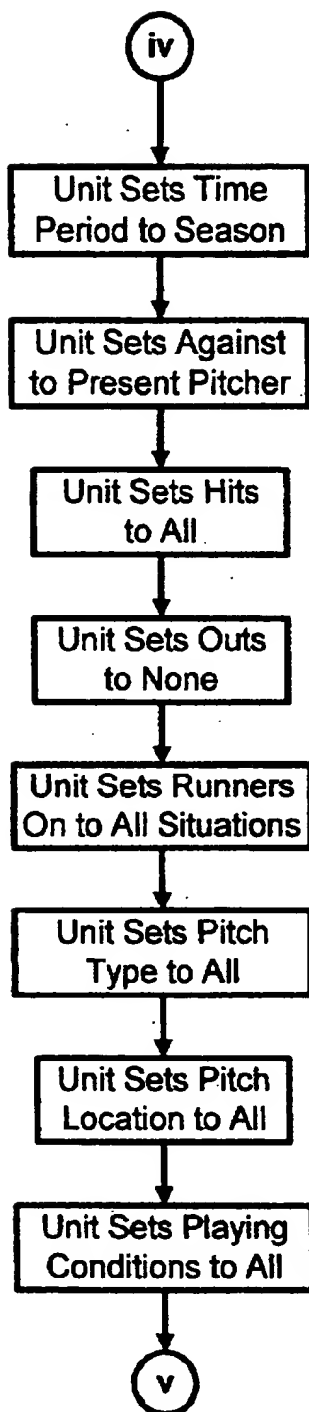 iv
Unit Sets Time
Period to Season
Unit Sets Against
to Present Pitcher
Unit Sets Hits
to All
Unit Sets Outs
to None
Unit Sets Runners
On to All Situations
Unit Sets Pitch
Type to All
Unit Sets Pitch
Location to All
Unit Sets Playing
Conditions to All
v